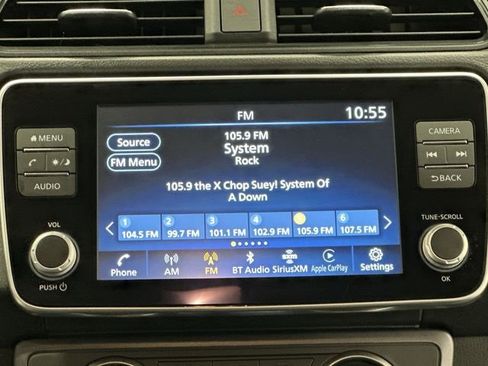 FM
10:55
MENU
Source
105.9 FM
System
Rock
FM Menu
CAMERA
AUDIO
BACK
105.9 the X Chop Suey! System Of
A Down
VOL
TUNE-SCROLL
1 2 3 4 6
104.5 FM 99.7 FM 101.1 FM 102.9 FM 105.9 FM 107.5 FM
Phone AM FM BT Audio SiriusXM Apple CarPlay Settings
PUSH
OK